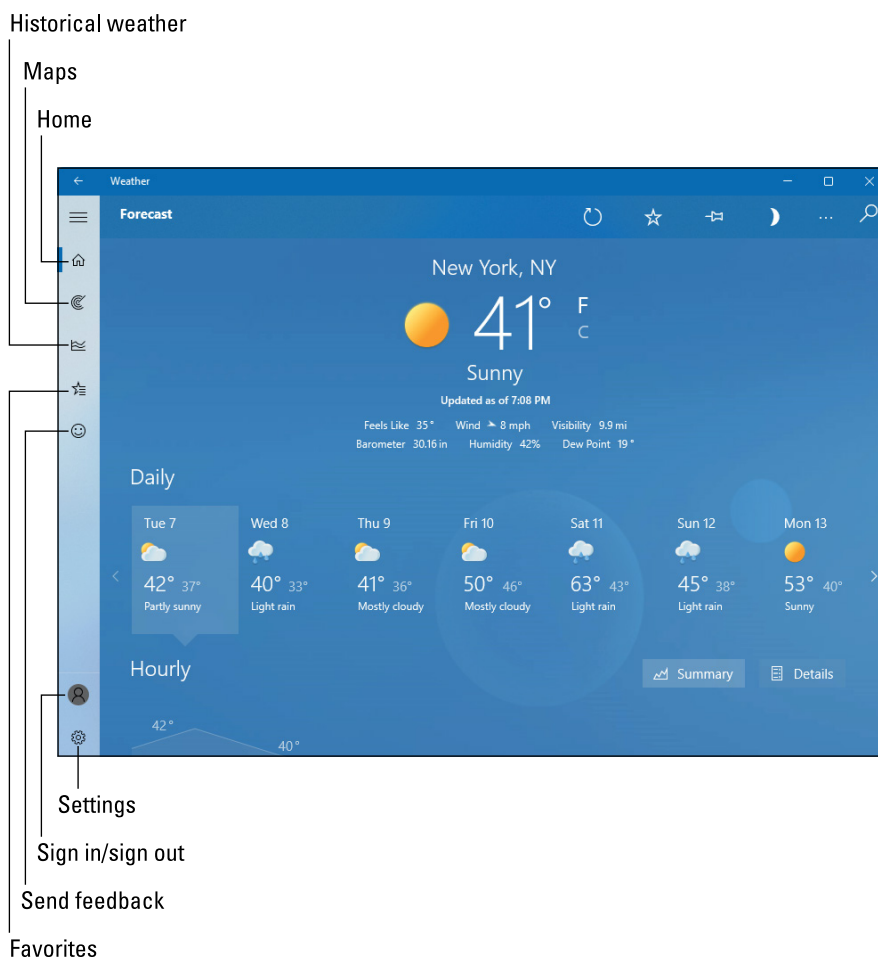 Historical weather
Maps
Home
Weather
Forecast
...
New York, NY
41° F
C
Sunny
Updated as of 7:08 PM
Feels Like 35° Wind 8 mph Visibility 9.9 mi
Barometer 30.16 in Humidity 42% Dew Point 19°
Daily
Tue 7 Wed 8 Thu 9 Fri 10 Sat 11 Sun 12 Mon 13
42° 37° 40° 33° 41° 36° 50° 46° 63° 43° 45° 38° 53° 40°
Partly sunny Light rain Mostly cloudy Mostly cloudy Light rain Light rain Sunny
Hourly Summary Details
42°
40°
Settings
Sign in/sign out
Send feedback
Favorites